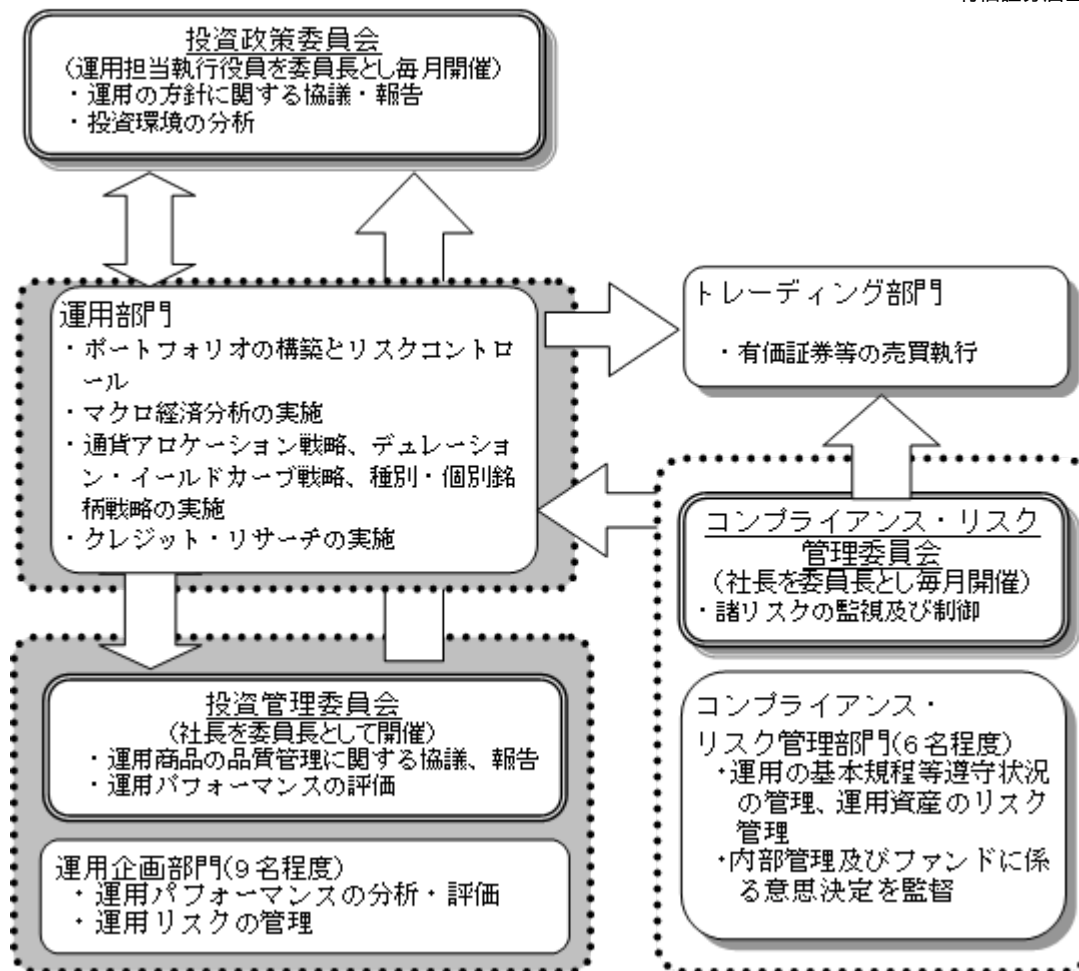 投資政策委員会
(運用担当執行役員を委員長とし毎月開催)
・運用の方針に関する協議・報告
・投資環境の分析
運用部門
・ポートフォリオの構築とリスクコントロ
ール
・マクロ経済分析の実施
・通貨アロケーション戦略、デュレーショ
ン・イールドカーブ戦略、種別・個別銘
柄戦略の実施
・クレジット・リサーチの実施
トレーディング部門
・有価証券等の売買執行
コンプライアンス・リスク
管理委員会
(社長を委員長とし毎月開催)
・諸リスクの監視及び制御
投資管理委員会
(社長を委員長として開催)
・運用商品の品質管理に関する協議、報告
・運用パフォーマンスの評価
運用企画部門(9名程度)
・運用パフォーマンスの分析・評価
・運用リスクの管理
コンプライアンス・
リスク管理部門(6名程度)
・運用の基本規程等遵守状況
の管理、運用資産のリスク
管理
・内部管理及びファンドに係
る意思決定を監督